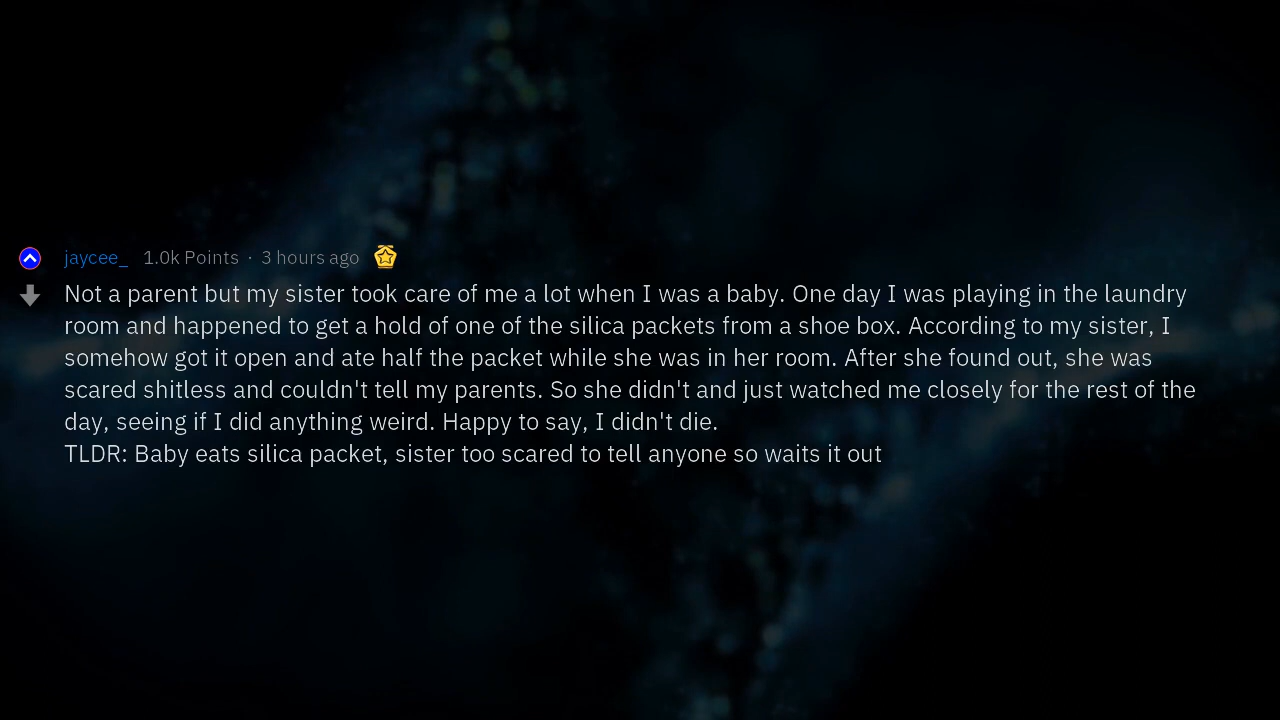 jaycee_ 1.0k Points · 3 hours ago
Not a parent but my sister took care of me a lot when I was a baby. One day I was playing in the laundry
room and happened to get a hold of one of the silica packets from a shoe box. According to my sister, I
somehow got it open and ate half the packet while she was in her room. After she found out, she was
scared shitless and couldn't tell my parents. So she didn't and just watched me closely for the rest of the
day, seeing if I did anything weird. Happy to say, I didn't die.
TLDR: Baby eats silica packet, sister too scared to tell anyone so waits it out